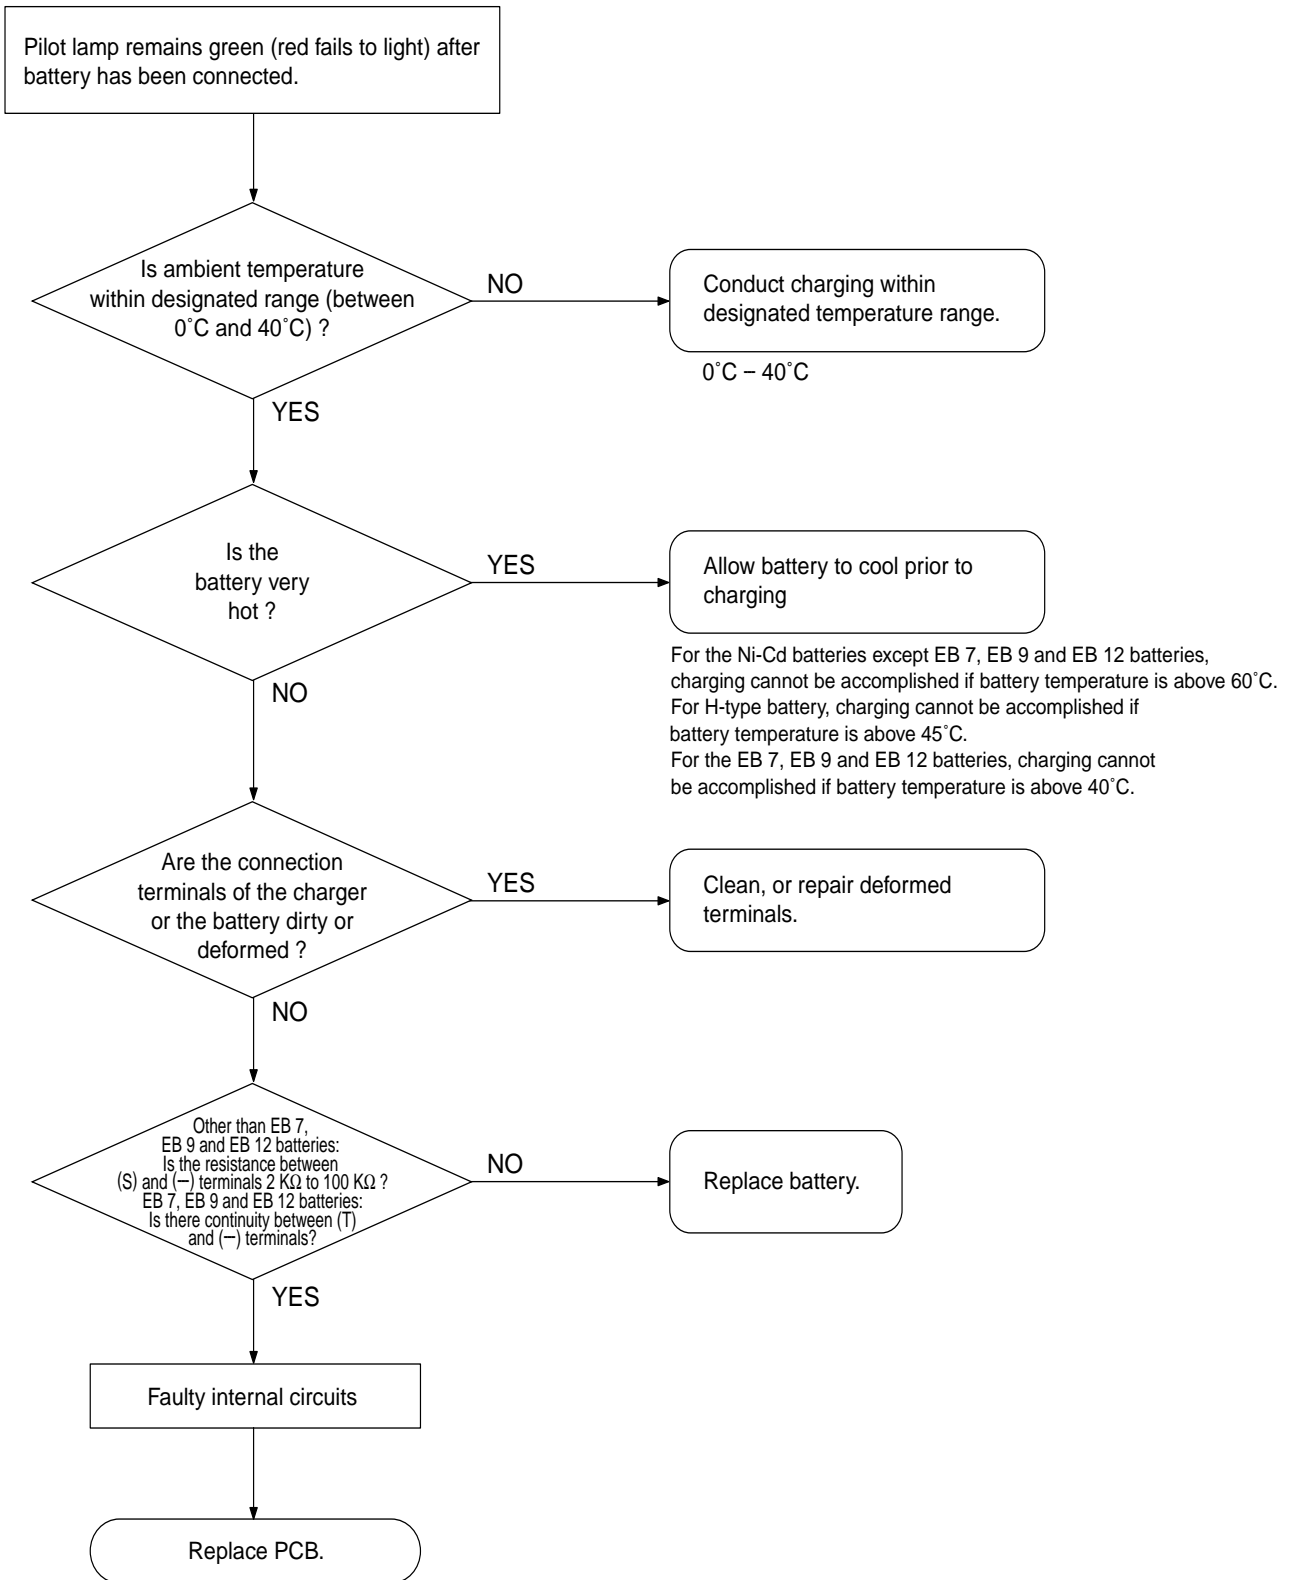 Pilot lamp remains green (red fails to light) after
battery has been connected.
Is ambient temperature
within designated range (between
0˚C and 40˚C) ?
NO
Conduct charging within
designated temperature range.
0˚C – 40˚C
YES
Is the
battery very
hot ?
YES
Allow battery to cool prior to
charging
For the Ni-Cd batteries except EB 7, EB 9 and EB 12 batteries,
charging cannot be accomplished if battery temperature is above 60˚C.
For H-type battery, charging cannot be accomplished if
battery temperature is above 45˚C.
For the EB 7, EB 9 and EB 12 batteries, charging cannot
be accomplished if battery temperature is above 40˚C.
NO
Are the connection
terminals of the charger
or the battery dirty or
deformed ?
YES
Clean, or repair deformed
terminals.
NO
Other than EB 7,
EB 9 and EB 12 batteries:
Is the resistance between
(S) and (–) terminals 2 KΩ to 100 KΩ ?
EB 7, EB 9 and EB 12 batteries:
Is there continuity between (T)
and (–) terminals?
NO
Replace battery.
YES
Faulty internal circuits
Replace PCB.